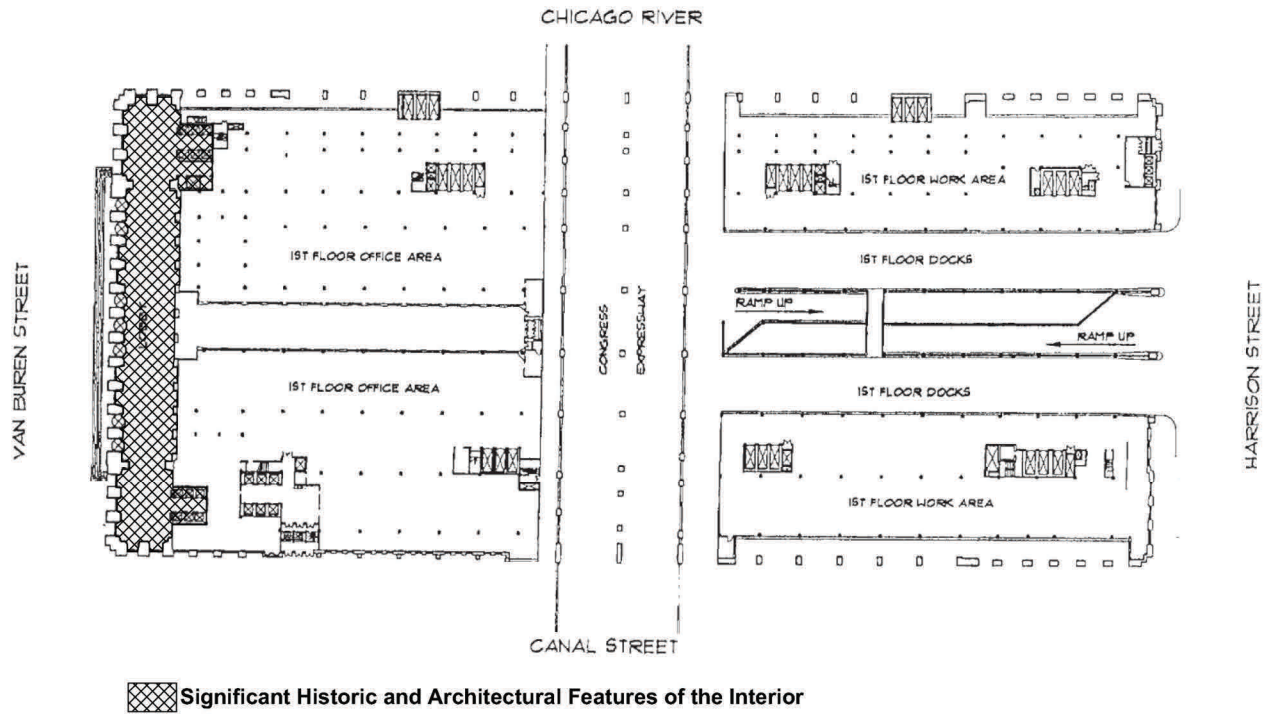 CHICAGO RIVER
1ST FLOOR WORK AREA
1ST FLOOR OFFICE AREA
1ST FLOOR DOCKS
VAN BUREN STREET
LOBBY
CONGRESS
EXPRESSWAY
RAMP UP
RAMP UP
HARRISON STREET
1ST FLOOR OFFICE AREA
1ST FLOOR DOCKS
1ST FLOOR WORK AREA
CANAL STREET
Significant Historic and Architectural Features of the Interior